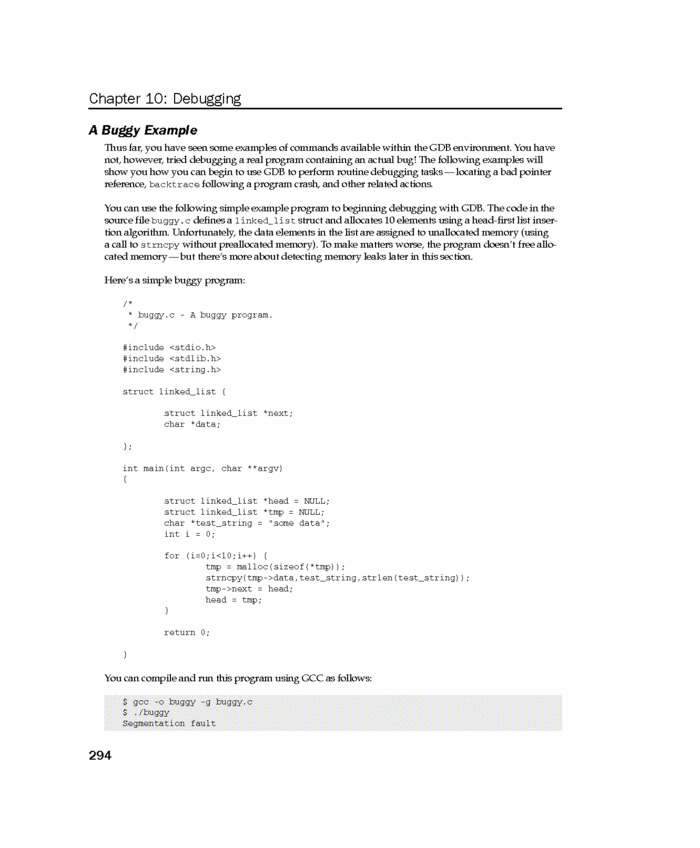 Chapter 10: Debugging
A Buggy Example
Thus far, you have seen some examples of commands available within the GDB environment. You have
not, however, tried debugging a real program containing an actual bug! The following examples will
show you how you can begin to use GDB to perform routine debugging tasks — locating a bad pointer
reference, backtrace following a program crash, and other related actions.
You can use the following simple example program to beginning debugging with GDB. The code in the
source file buggy.c defines a linked_list struct and allocates 10 elements using a head-first list inser-
tion algorithm. Unfortunately, the data elements in the list are assigned to unallocated memory (using
a call to strncpy without preallocated memory). To make matters worse, the program doesn't free allo-
cated memory — but there's more about detecting memory leaks later in this section.
Here's a simple buggy program:
/*
* buggy.c - A buggy program.
*/
#include <stdio.h>
#include <stdlib.h>
#include <string.h>
struct linked_list {
struct linked_list *next;
char *data;
};
int main(int argc, char **argv)
{
struct linked_list *head = NULL;
struct linked_list *tmp = NULL;
char *test_string = "some data";
int i = 0;
for (i=0;i<10;i++) {
tmp = malloc(sizeof(*tmp));
strncpy(tmp->data,test_string,strlen(test_string));
tmp->next = head;
head = tmp;
}
return 0;
}
You can compile and run this program using GCC as follows:
$ gcc -o buggy -g buggy.c
$ ./buggy
Segmentation fault
294